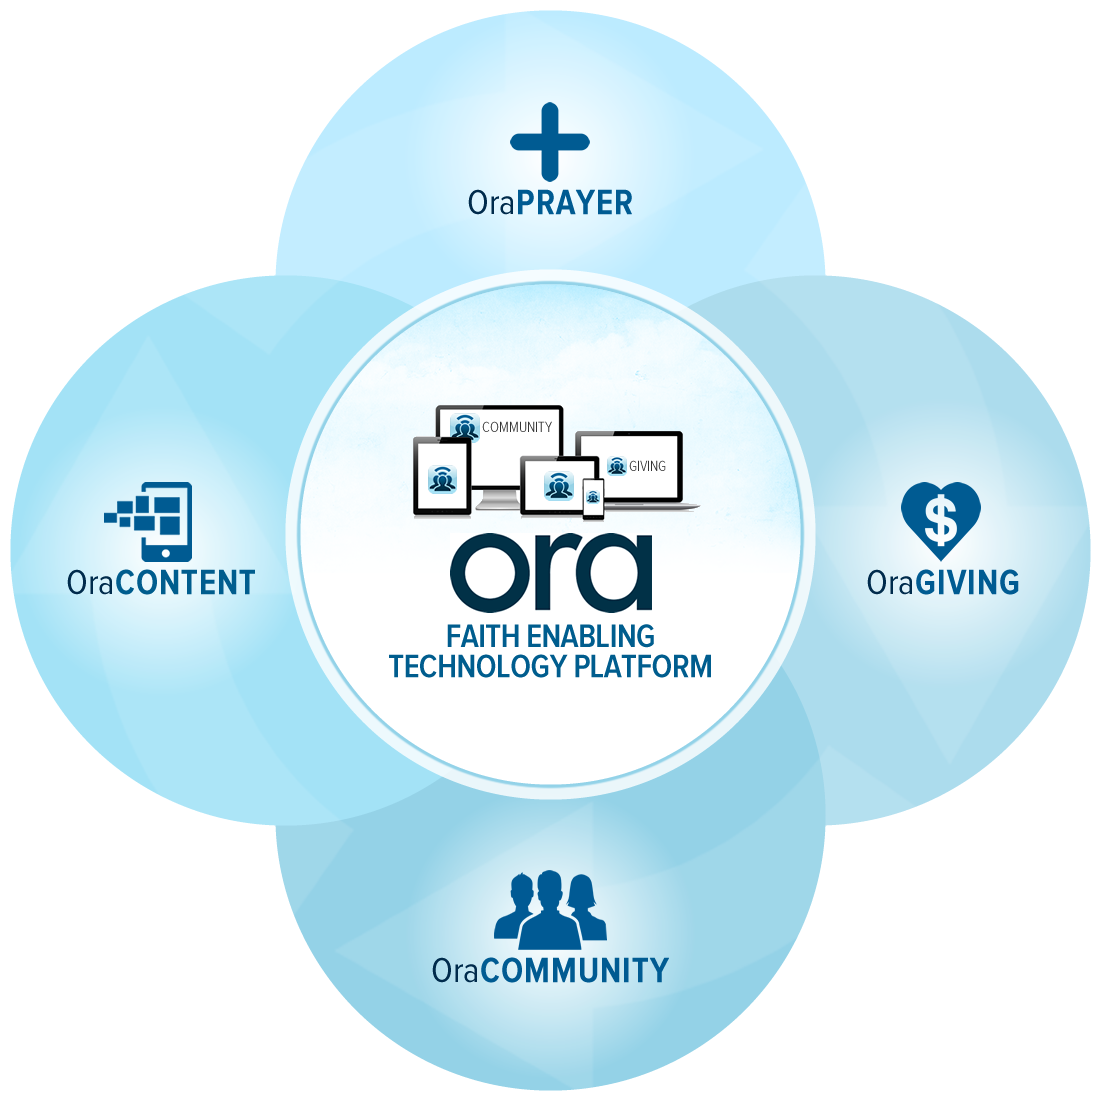 OraPRAYER
COMMUNITY
GIVING
OraCONTENT
ora
FAITH ENABLING
TECHNOLOGY PLATFORM
OraGIVING
$
OraCOMMUNITY